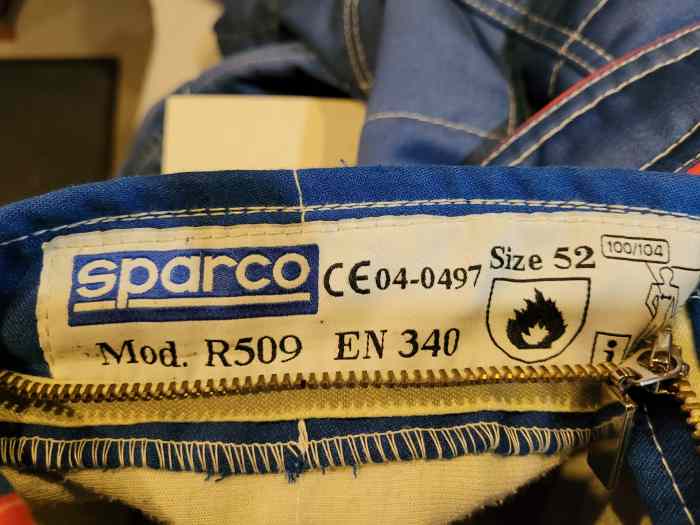 sparco
CE 04-0497
Size 52
100/104
Mod. R509
EN 340
i